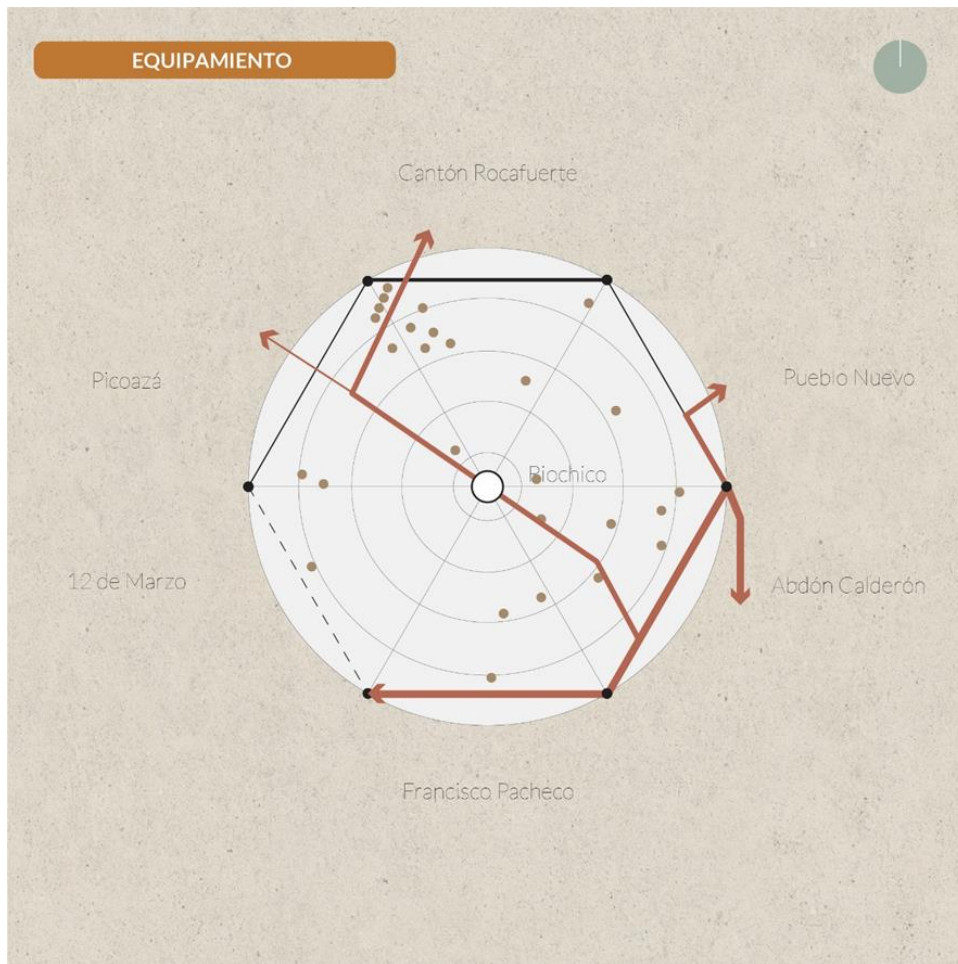 EQUIPAMIENTO
Cantón Rocafuerte
Picoazá
Pueblo Nuevo
Riochico
12 de Marzo
Abdón Calderón
Francisco Pacheco